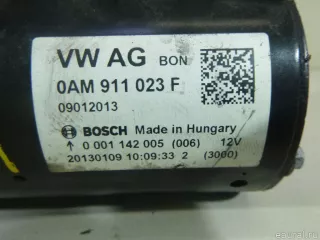 VW AG BON
0AM 911 023 F
09012013
BOSCH Made in Hungary
0 001 142 005 (006) 12V
20130109 10:09:33 2 (3000)